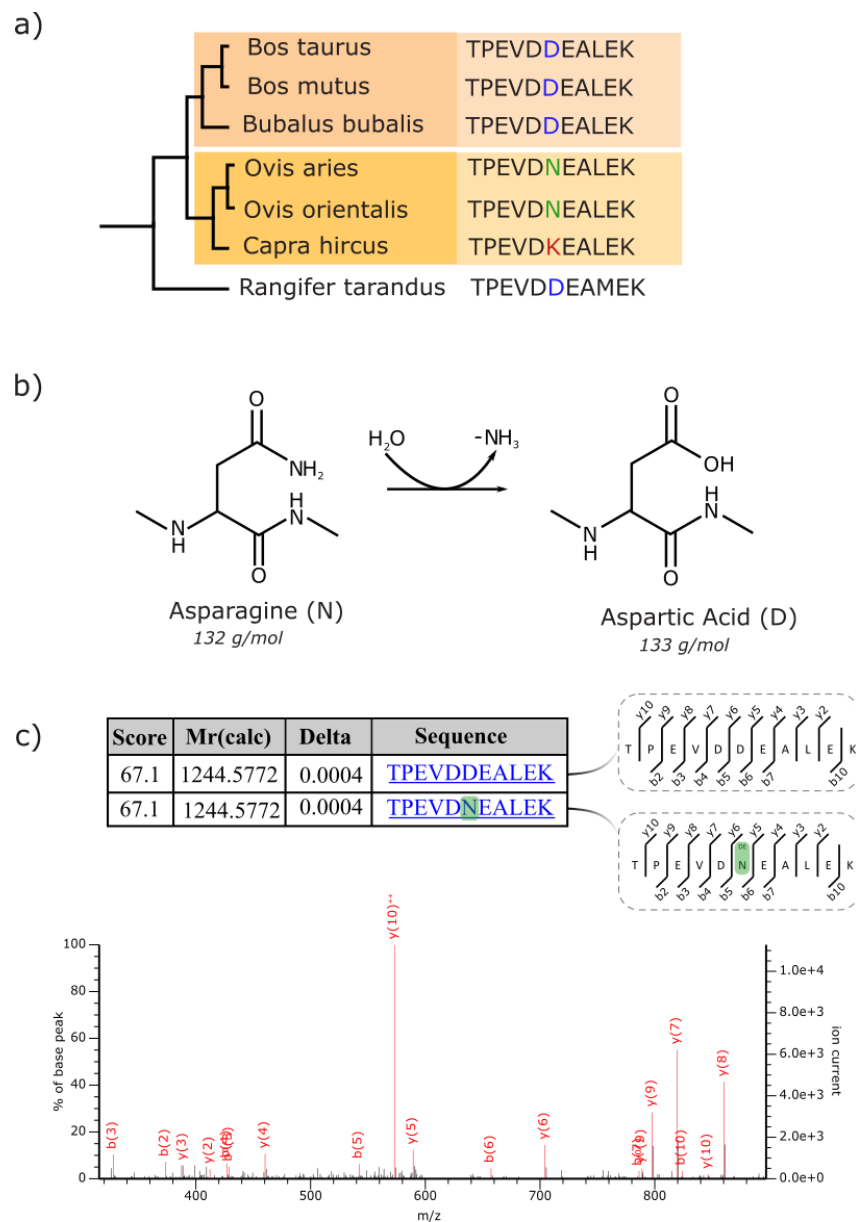 a)
Bos taurus TPEVDDEALEK
Bos mutus TPEVDDEALEK
Bubalus bubalis TPEVDDEALEK
Ovis aries TPEVDNEALEK
Ovis orientalis TPEVDNEALEK
Capra hircus TPEVDKEALEK
Rangifer tarandus TPEVDDEAMEK
b)
O
NH₂
H
N
N
H
O
Asparagine (N)
132 g/mol
H₂O -NH₃
O
OH
H
N
N
H
O
Aspartic Acid (D)
133 g/mol
c)
Score Mr(calc) Delta Sequence
67.1 1244.5772 0.0004 TPEVDDEALEK
67.1 1244.5772 0.0004 TPEVDNEALEK
y10 y9 y8 y7 y6 y5 y4 y3 y2
T P E V D D E A L E K
b2 b3 b4 b5 b6 b7 b10
y10 y9 y8 y7 y6 y5 y4 y3 y2
DE
T P E V D N E A L E K
b2 b3 b4 b5 b6 b7 b10
% of base peak
100
80
60
40
20
0
b(3)
b(2)
y(3)
y(2)
y(4)
b(5)
y(10)⁺⁺
y(5)
b(6)
y(6)
y(9)
y(7)
b(10)
y(10)
y(8)
1.0e+4
8.0e+3
6.0e+3
4.0e+3
2.0e+3
0.0e+0
ion current
400 500 600 700 800
m/z